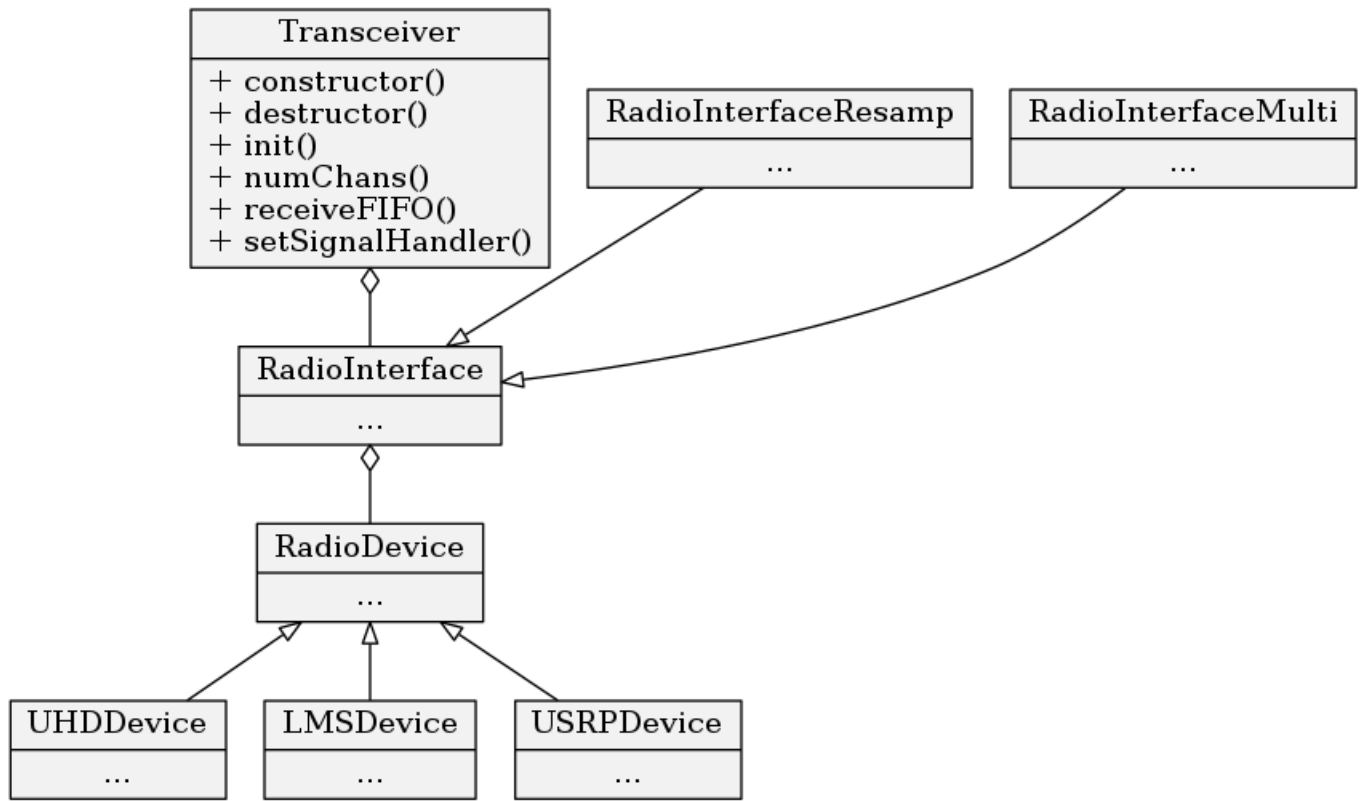 Transceiver
+ constructor()
+ destructor()
+ init()
+ numChans()
+ receiveFIFO()
+ setSignalHandler()
RadioInterfaceResamp
...
RadioInterfaceMulti
...
RadioInterface
...
RadioDevice
...
UHDDevice
...
LMSDevice
...
USRPDevice
...